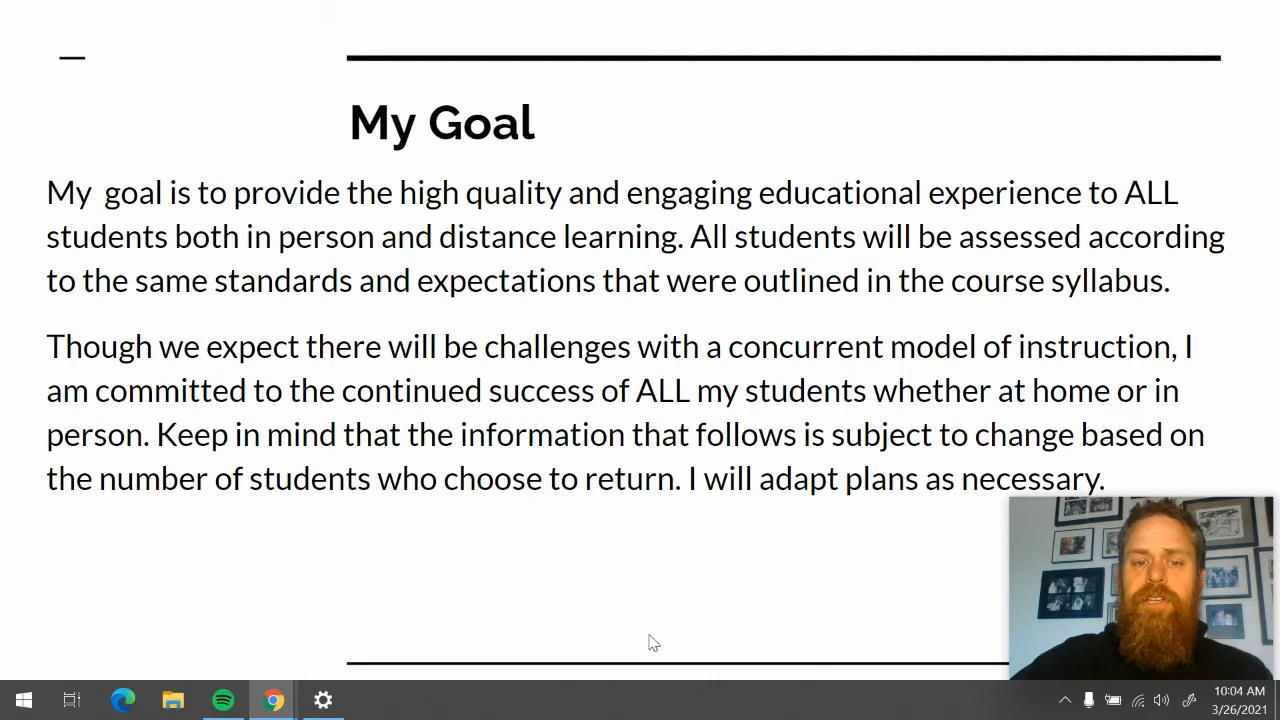 My Goal
My  goal is to provide the high quality and engaging educational experience to ALL
students both in person and distance learning. All students will be assessed according
to the same standards and expectations that were outlined in the course syllabus.
Though we expect there will be challenges with a concurrent model of instruction, I
am committed to the continued success of ALL my students whether at home or in
person. Keep in mind that the information that follows is subject to change based on
the number of students who choose to return. I will adapt plans as necessary.
10:04 AM
3/26/2021